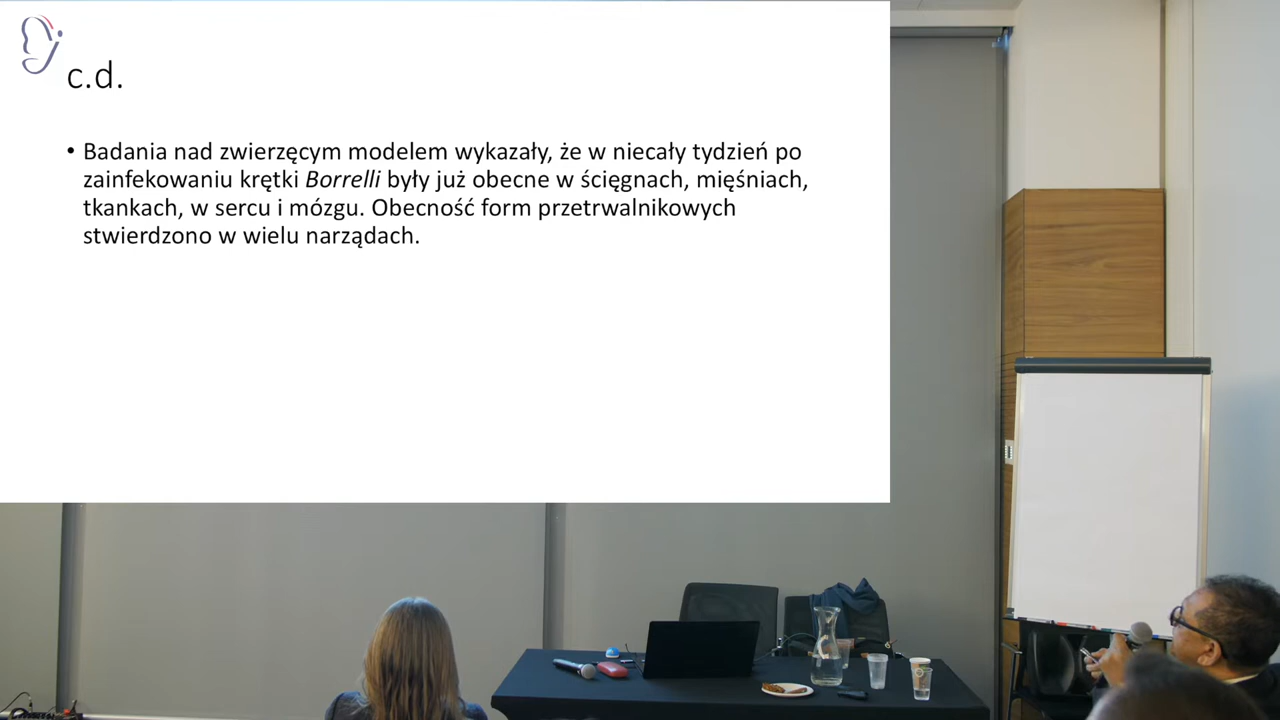 c.d.
• Badania nad zwierzęcym modelem wykazały, że w niecały tydzień po
zainfekowaniu krętki Borrelli były już obecne w ścięgnach, mięśniach,
tkankach, w sercu i mózgu. Obecność form przetrwalnikowych
stwierdzono w wielu narządach.